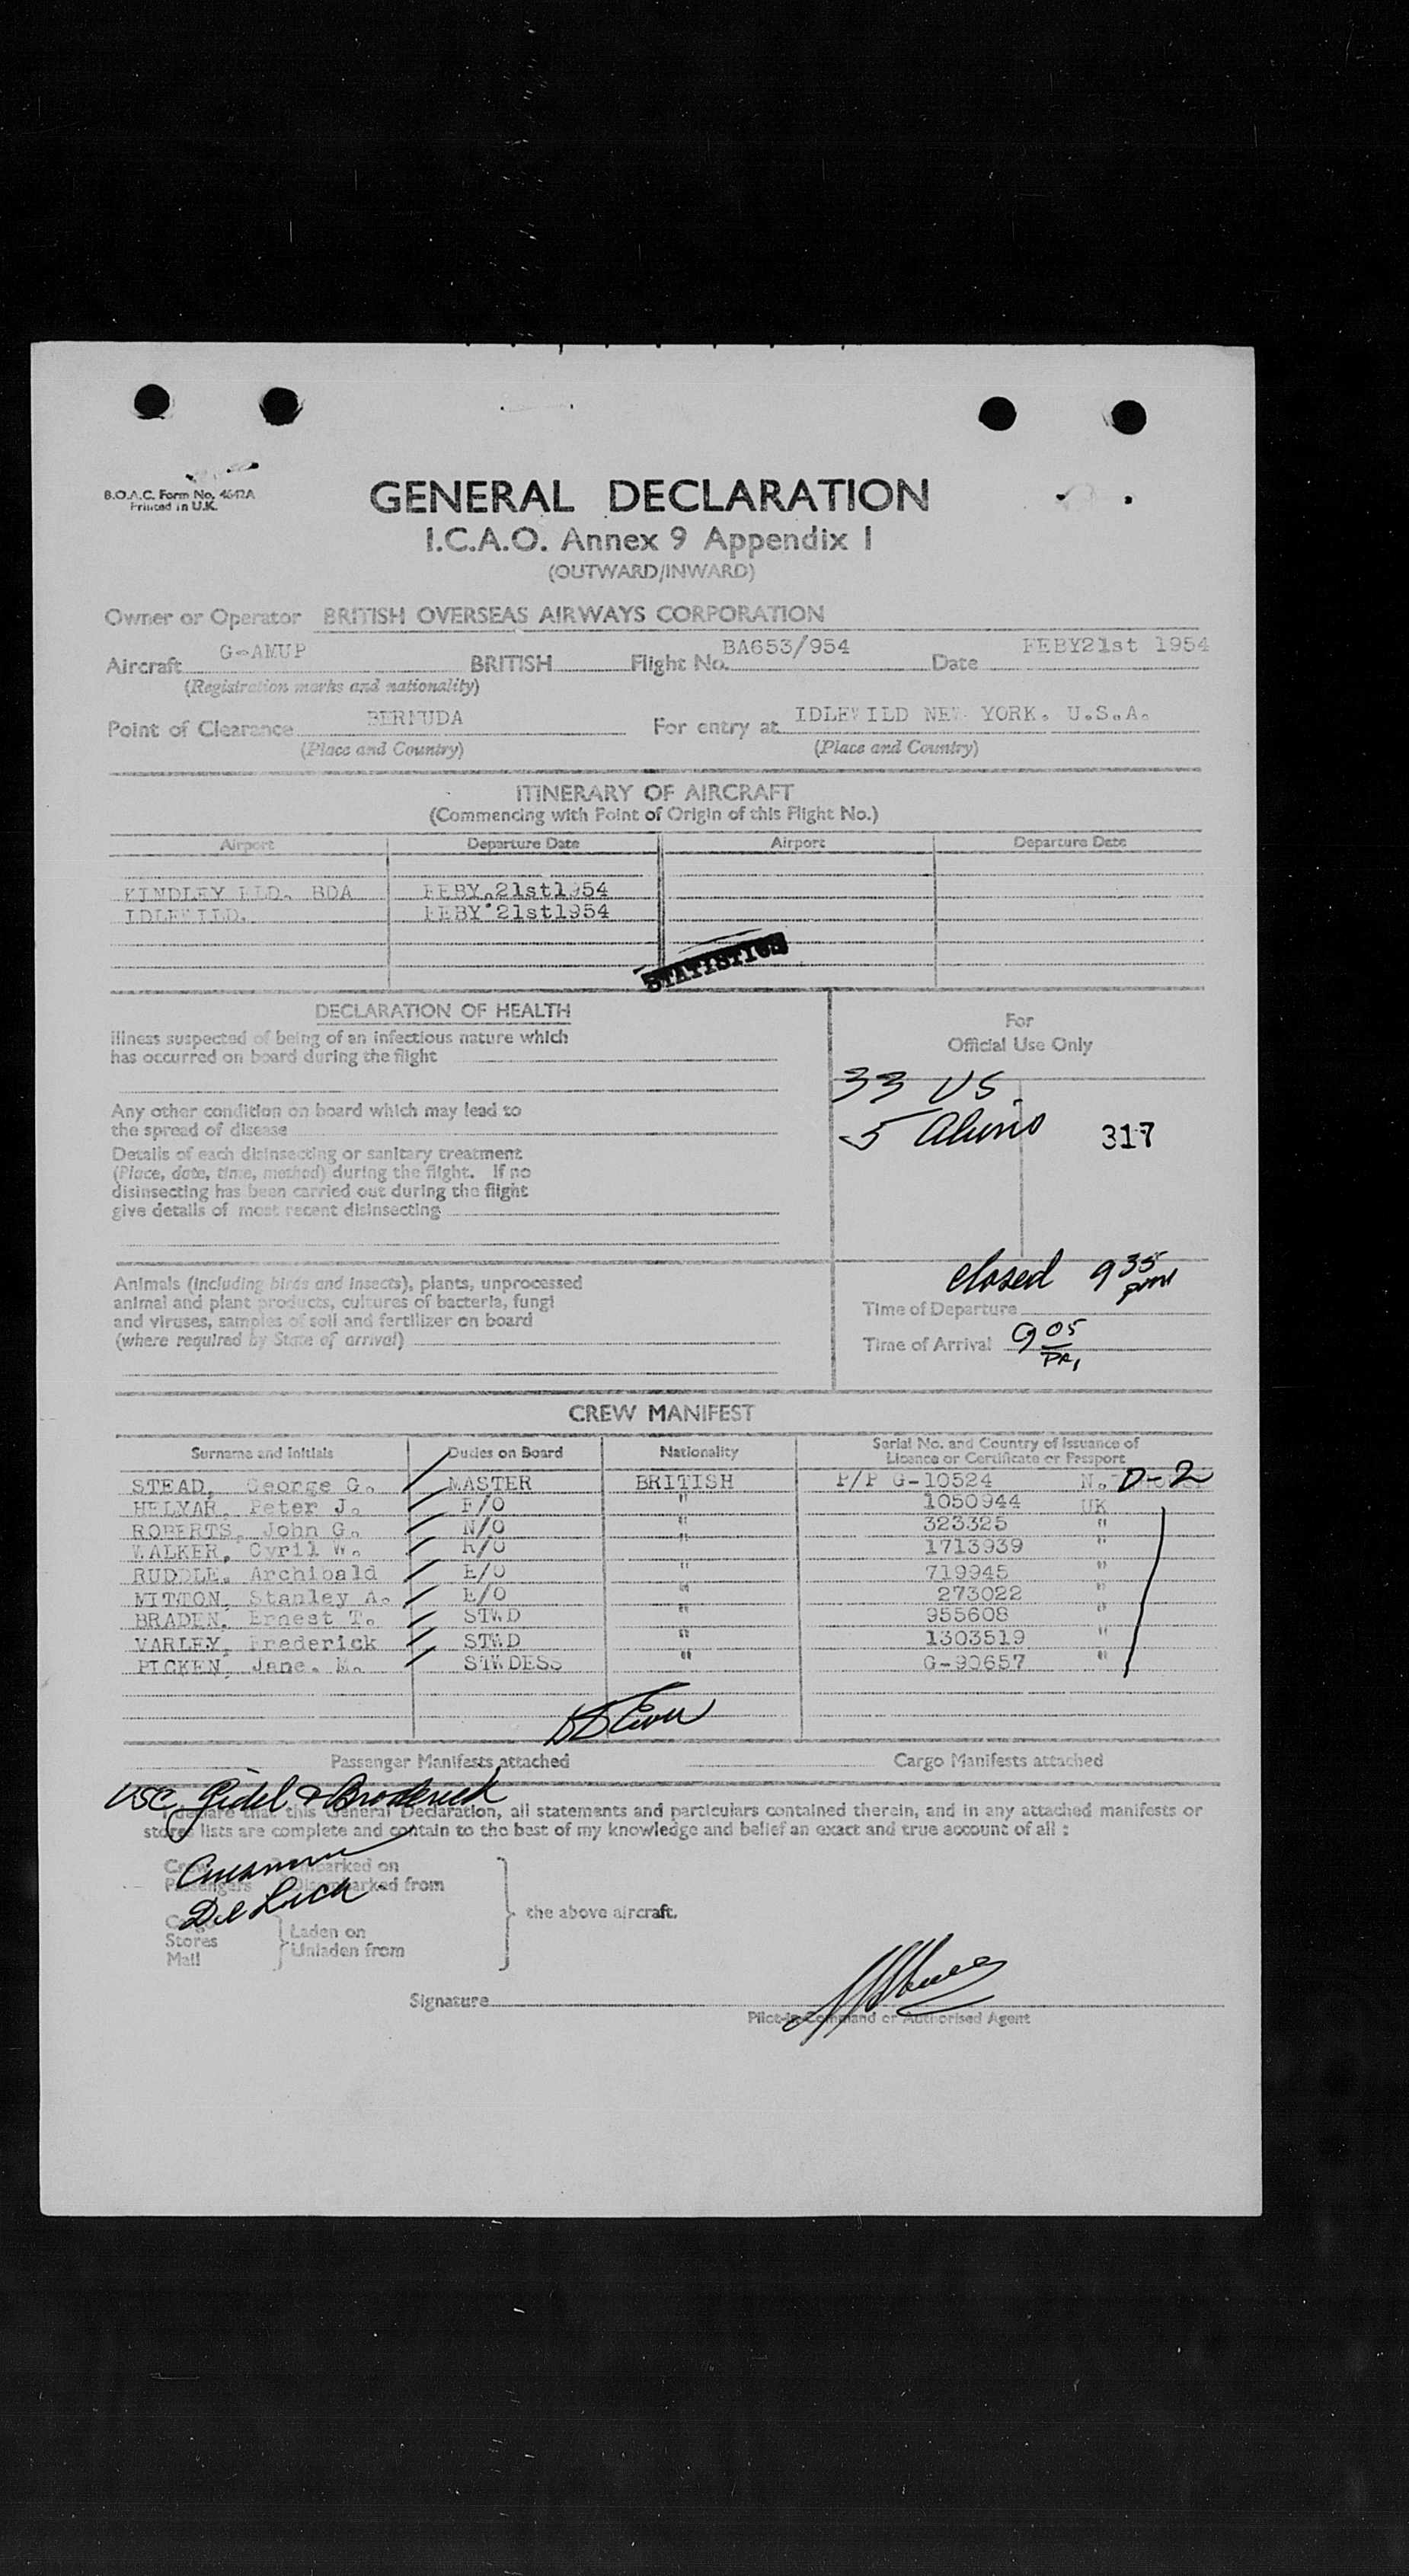 B.O.A.C. Form No. 4642A
Printed in U.K.
GENERAL DECLARATION
I.C.A.O. Annex 9 Appendix I
(OUTWARD/INWARD)
Owner or Operator BRITISH OVERSEAS AIRWAYS CORPORATION
Aircraft G-AMUP BRITISH Flight No. BA653/954 Date FEBY21st 1954
(Registration marks and nationality)
Point of Clearance BERMUDA For entry at IDLEWILD NEW YORK. U.S.A.
(Place and Country) (Place and Country)
ITINERARY OF AIRCRAFT
(Commencing with Point of Origin of this Flight No.)
Airport Departure Date Airport Departure Date
KINDLEY FLD. BDA FEBY.21st1954
IDLEWILD. FEBY 21st1954
STATISTICS
DECLARATION OF HEALTH
Illness suspected of being of an infectious nature which
has occurred on board during the flight
Any other condition on board which may lead to
the spread of disease
Details of each disinsecting or sanitary treatment
(Place, date, time, method) during the flight. If no
disinsecting has been carried out during the flight
give details of most recent disinsecting
For
Official Use Only
33 US
5 Aliens 317
Animals (including birds and insects), plants, unprocessed
animal and plant products, cultures of bacteria, fungi
and viruses, samples of soil and fertilizer on board
(where required by State of arrival)
closed 9 35 pm
Time of Departure
Time of Arrival 9 05
CREW MANIFEST
Surname and Initials Duties on Board Nationality Serial No. and Country of Issuance of
Licence or Certificate or Passport
STEAD, George G. MASTER BRITISH P/P G-10524 N. D-2
HELYAR, Peter J. F/O " 1050944 UK
ROBERTS, John G. N/O " 323325 "
WALKER, Cyril W. R/O " 1713939 "
RUDDLE. Archibald E/O " 719945 "
MITTON, Stanley A. E/O " 273022 "
BRADEN, Ernest T. STWD " 955608 "
VARLEY, Frederick STWD " 1303519 "
PICKEN, Jane. M. STWDESS " G-90657 "
Passenger Manifests attached Cargo Manifests attached
USC Gidel & Broderick
I declare that this General Declaration, all statements and particulars contained therein, and in any attached manifests or
stores lists are complete and contain to the best of my knowledge and belief an exact and true account of all :
Crew Embarked on
Passengers Disembarked from
De Luca
the above aircraft.
Cargo
Stores Laden on
Mail Unladen from
Signature
Pilot-in-Command or Authorised Agent